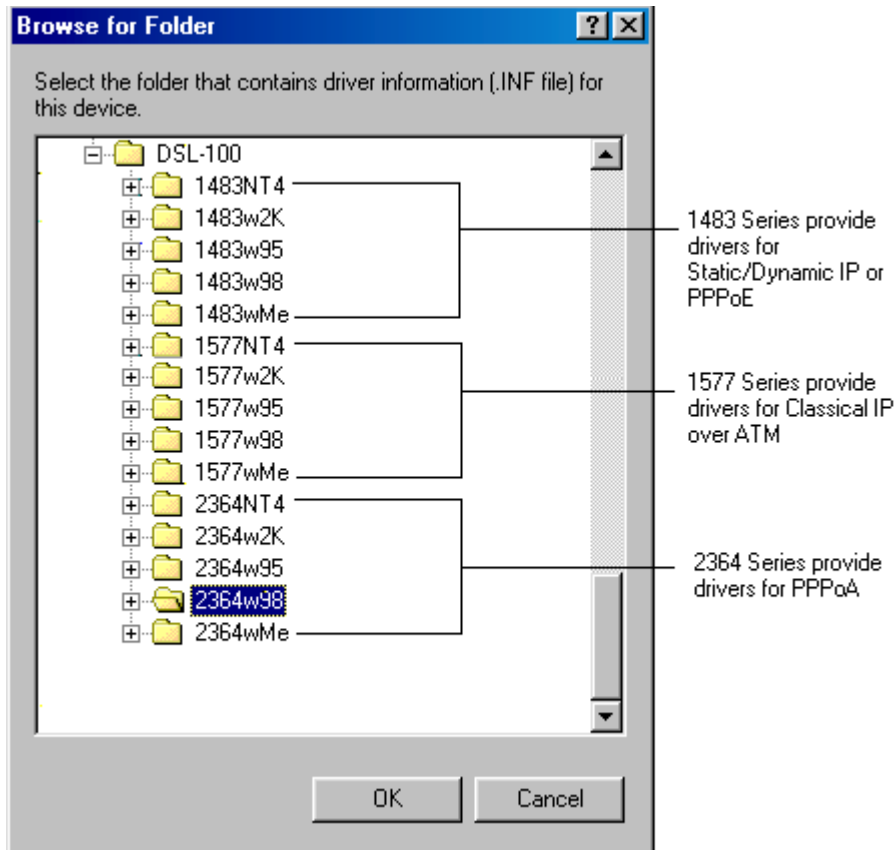 Browse for Folder
Select the folder that contains driver information (.INF file) for
this device.
DSL-100
1483NT4
1483w2K
1483w95
1483w98
1483wMe
1577NT4
1577w2K
1577w95
1577w98
1577wMe
2364NT4
2364w2K
2364w95
2364w98
2364wMe
1483 Series provide
drivers for
Static/Dynamic IP or
PPPoE
1577 Series provide
drivers for Classical IP
over ATM
2364 Series provide
drivers for PPPoA
OK
Cancel